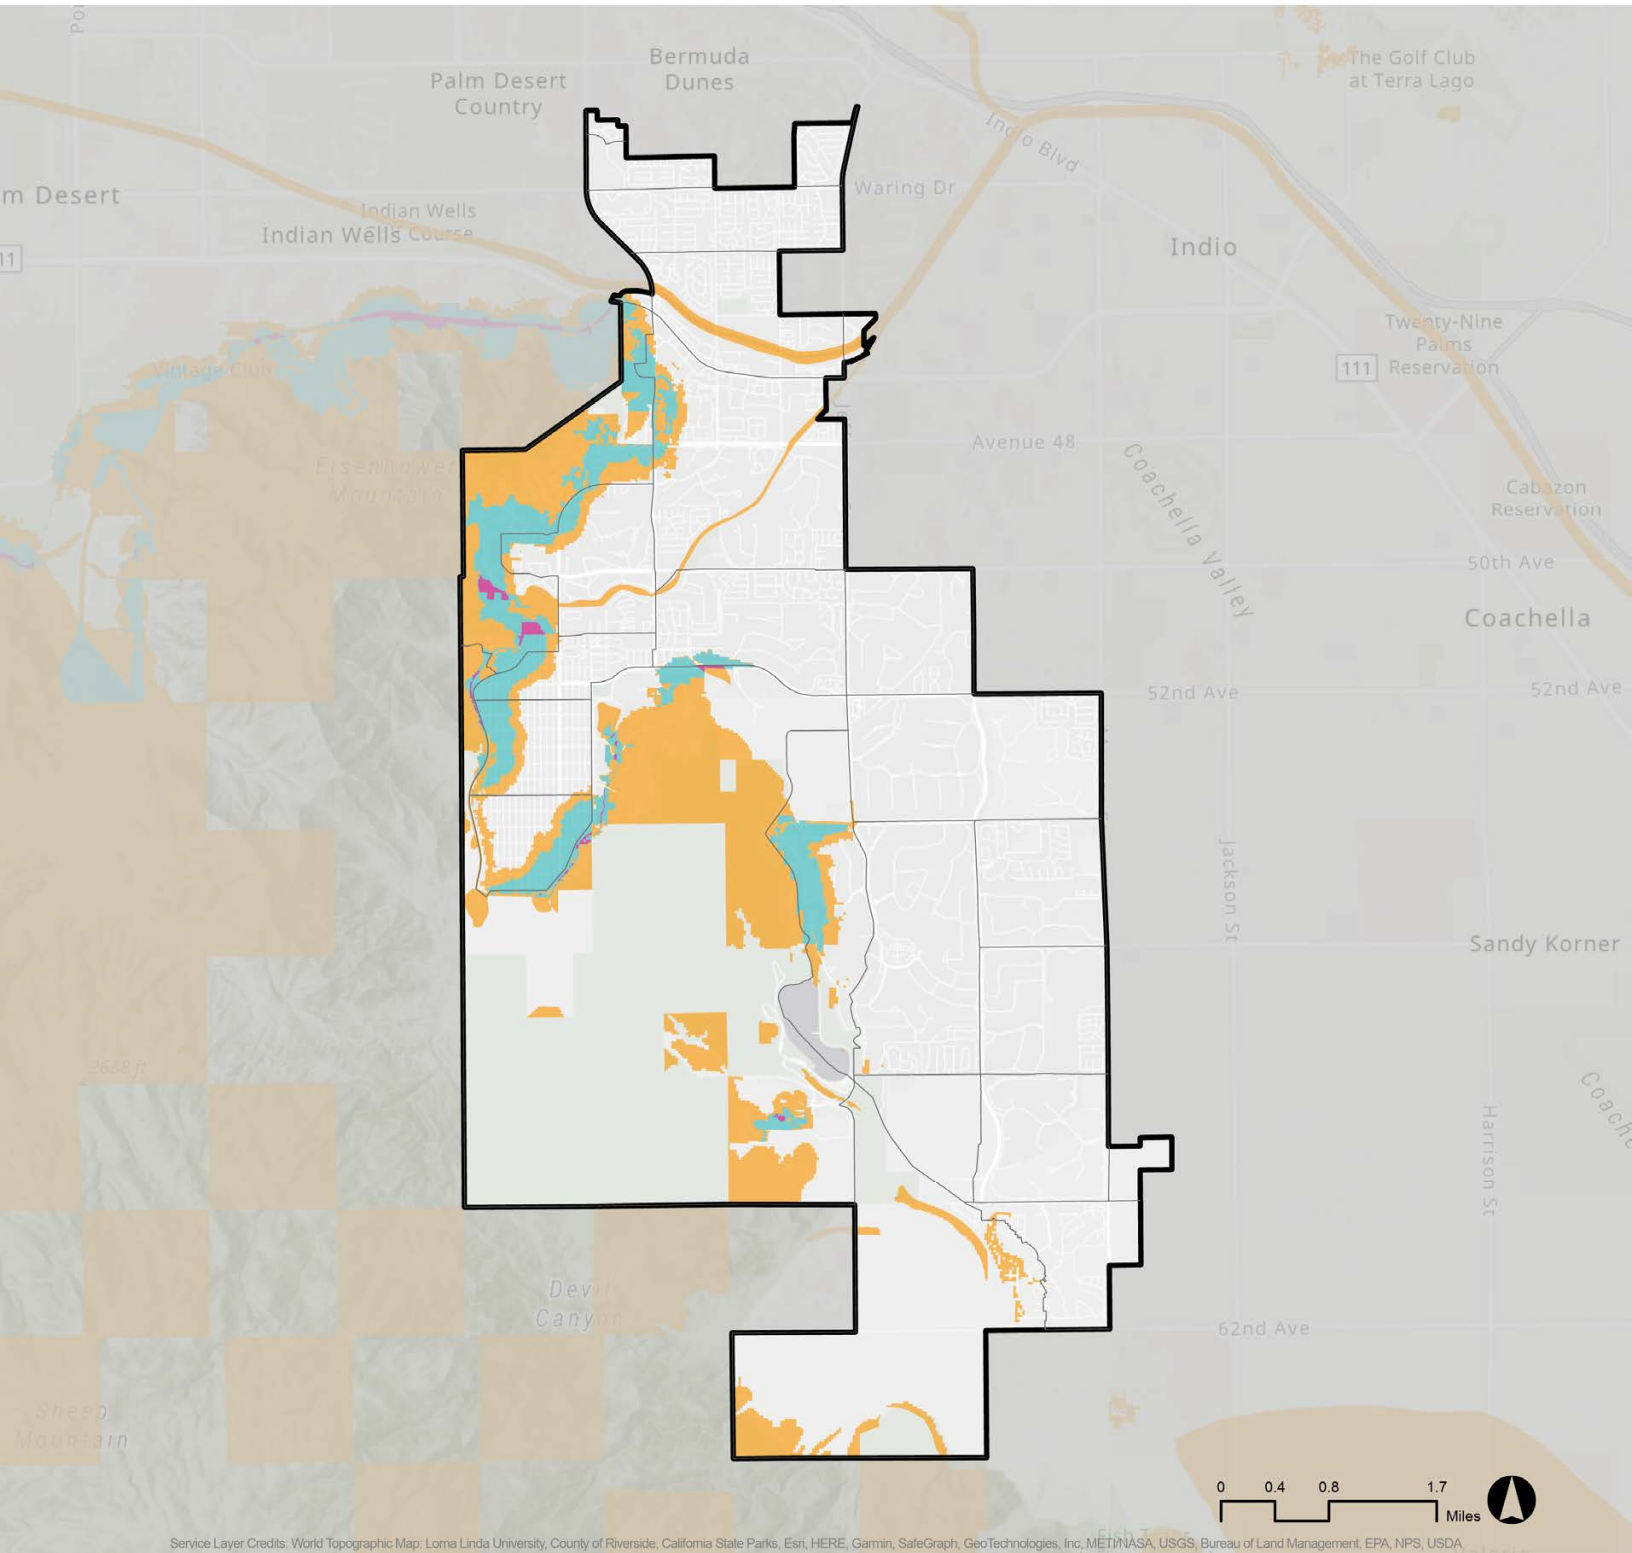 Bermuda
Dunes
Palm Desert
Country
The Golf Club
at Terra Lago
Indio Blvd
m Desert
Waring Dr
Indian Wells
Course
Indian Wells
Indio
11
Twenty-Nine
Palms
Reservation
111
Vintage Club
Avenue 48
Eisenhower
Mountain
Coachella Valley
Cabazon
Reservation
50th Ave
Coachella
52nd Ave
52nd Ave
Jackson St
Sandy Korner
Harrison St
Devil
Canyon
62nd Ave
Sheep
Mountain
0 0.4 0.8 1.7
Miles
Service Layer Credits: World Topographic Map: Loma Linda University, County of Riverside, California State Parks, Esri, HERE, Garmin, SafeGraph, GeoTechnologies, Inc, METI/NASA, USGS, Bureau of Land Management, EPA, NPS, USDA